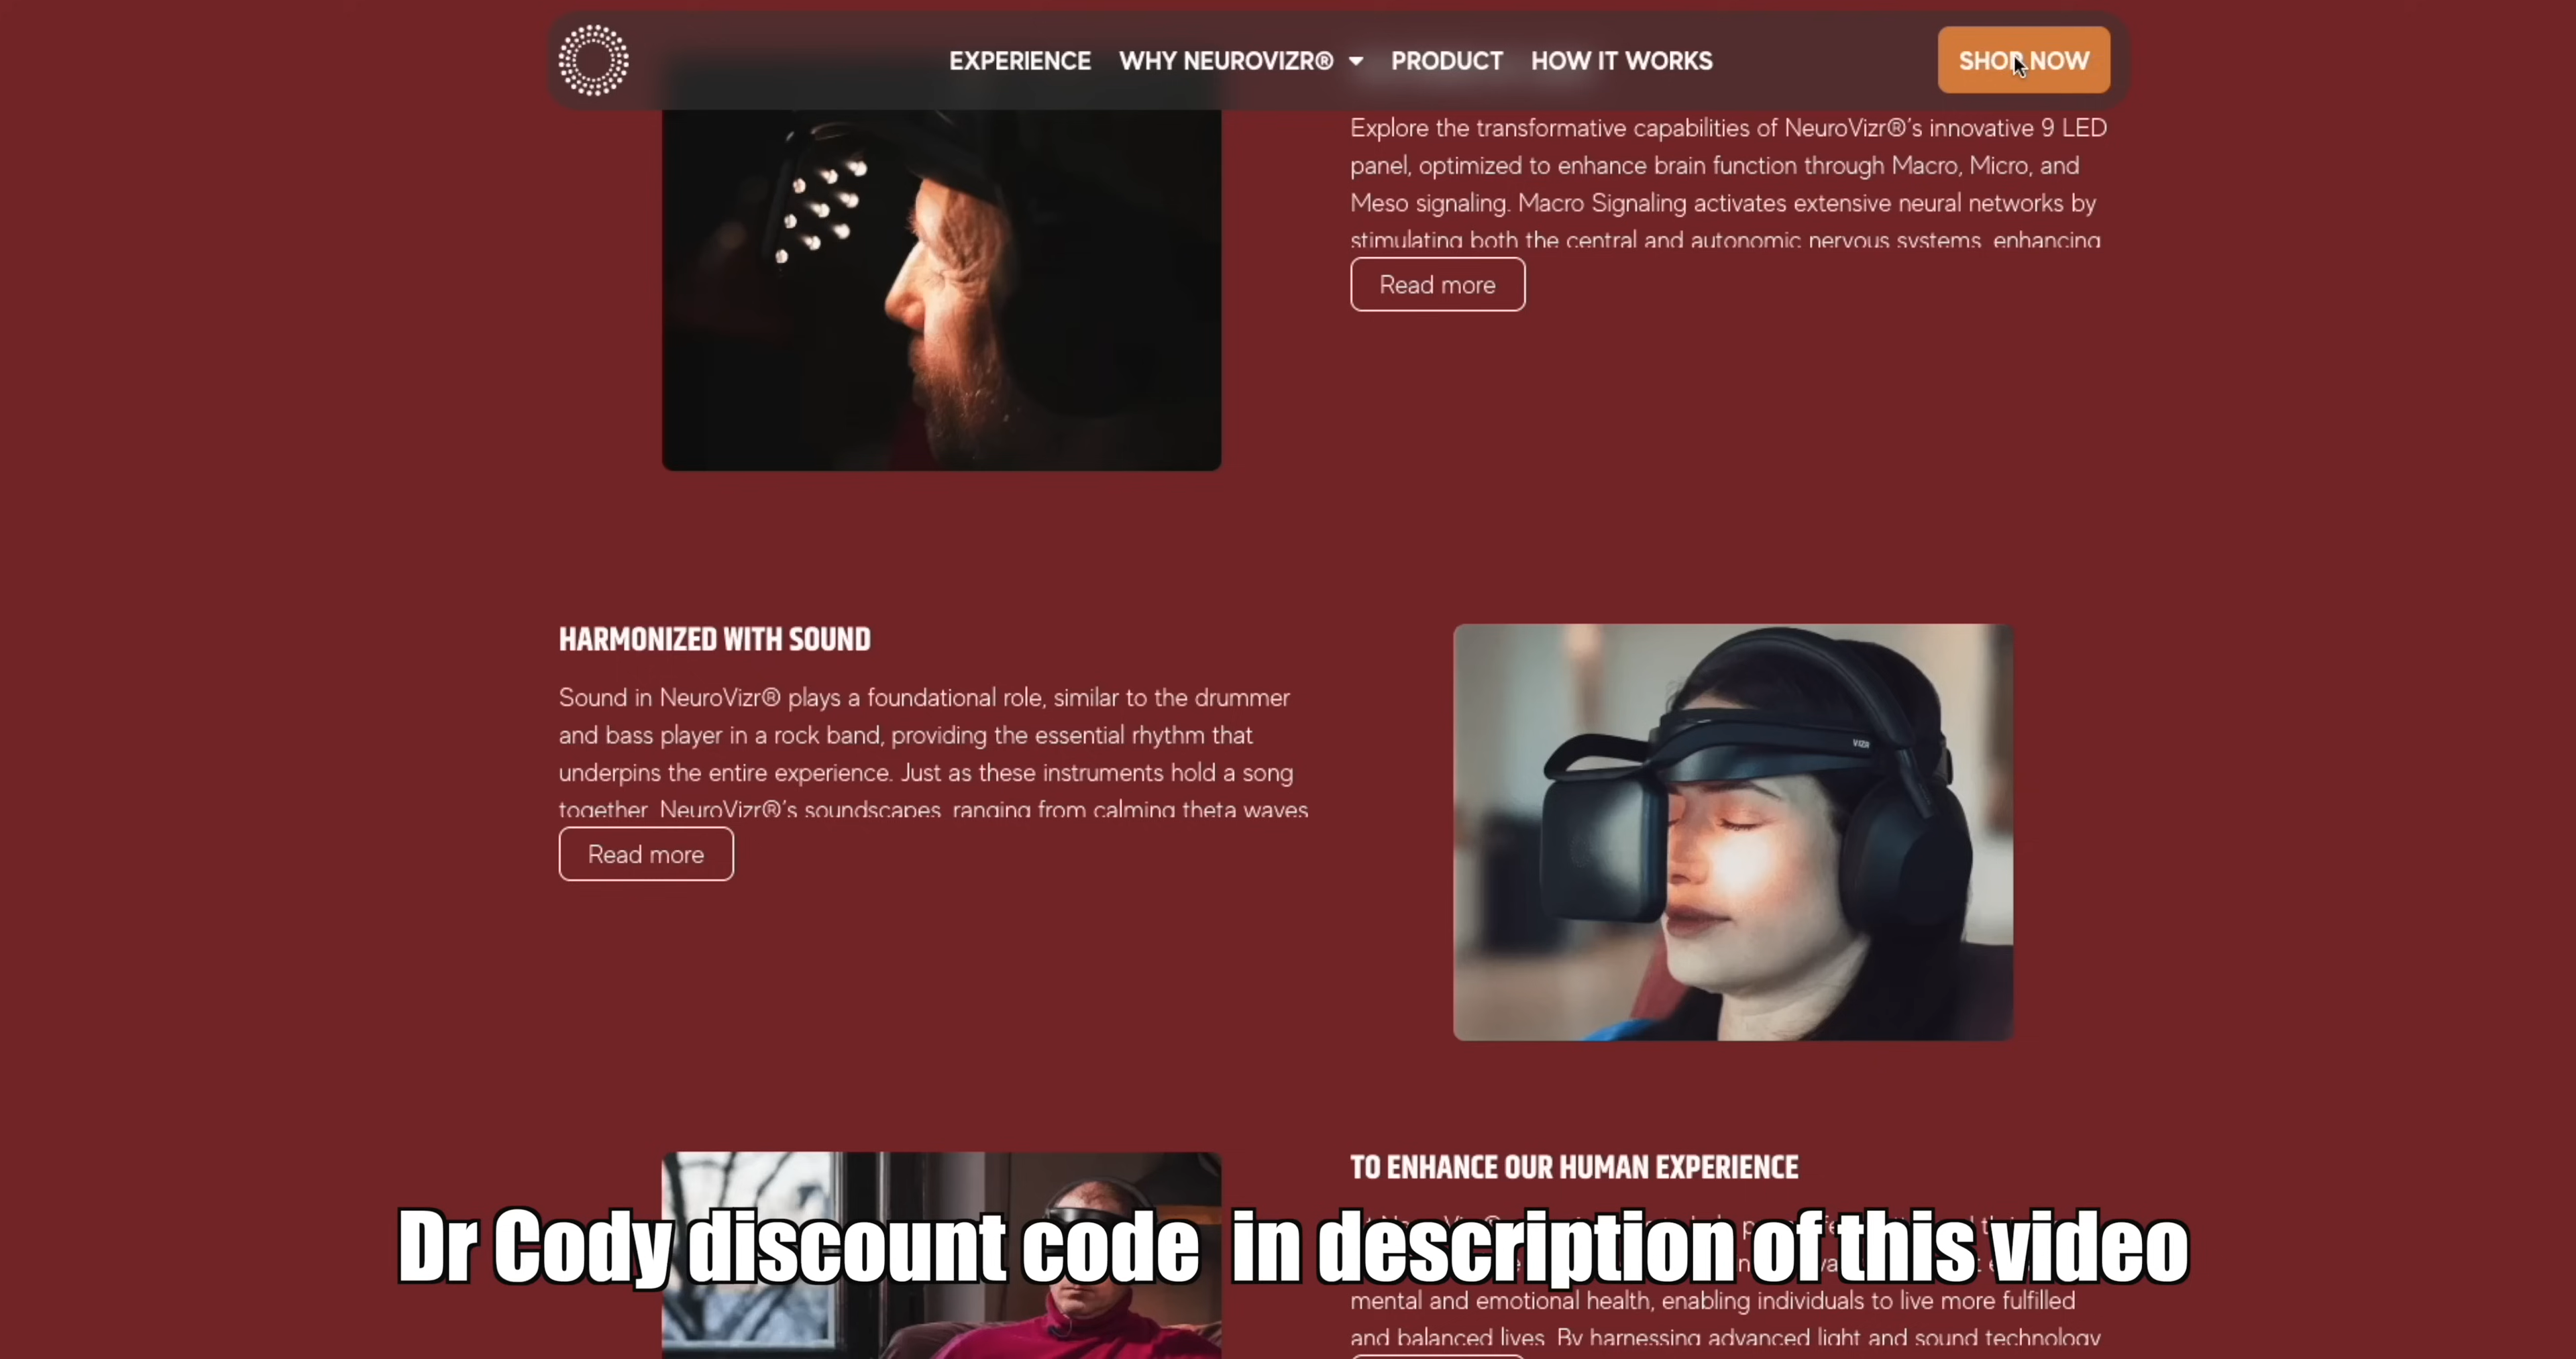 EXPERIENCE WHY NEUROVIZR® PRODUCT HOW IT WORKS SHOP NOW
Explore the transformative capabilities of NeuroVizr®'s innovative 9 LED
panel, optimized to enhance brain function through Macro, Micro, and
Meso signaling. Macro Signaling activates extensive neural networks by
stimulating both the central and autonomic nervous systems, enhancing
Read more
HARMONIZED WITH SOUND
Sound in NeuroVizr® plays a foundational role, similar to the drummer
and bass player in a rock band, providing the essential rhythm that
underpins the entire experience. Just as these instruments hold a song
together, NeuroVizr®'s soundscapes, ranging from calming theta waves
Read more
VIZR
TO ENHANCE OUR HUMAN EXPERIENCE
Dr Cody discount code in description of this video
mental and emotional health, enabling individuals to live more fulfilled
and balanced lives. By harnessing advanced light and sound technology